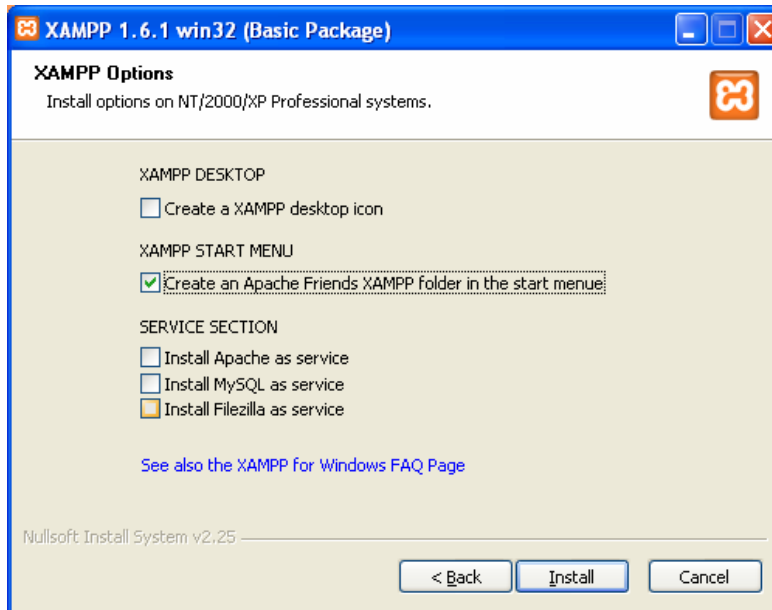 XAMPP 1.6.1 win32 (Basic Package)
XAMPP Options
Install options on NT/2000/XP Professional systems.
XAMPP DESKTOP
Create a XAMPP desktop icon
XAMPP START MENU
Create an Apache Friends XAMPP folder in the start menue
SERVICE SECTION
Install Apache as service
Install MySQL as service
Install Filezilla as service
See also the XAMPP for Windows FAQ Page
Nullsoft Install System v2.25
< Back Install Cancel